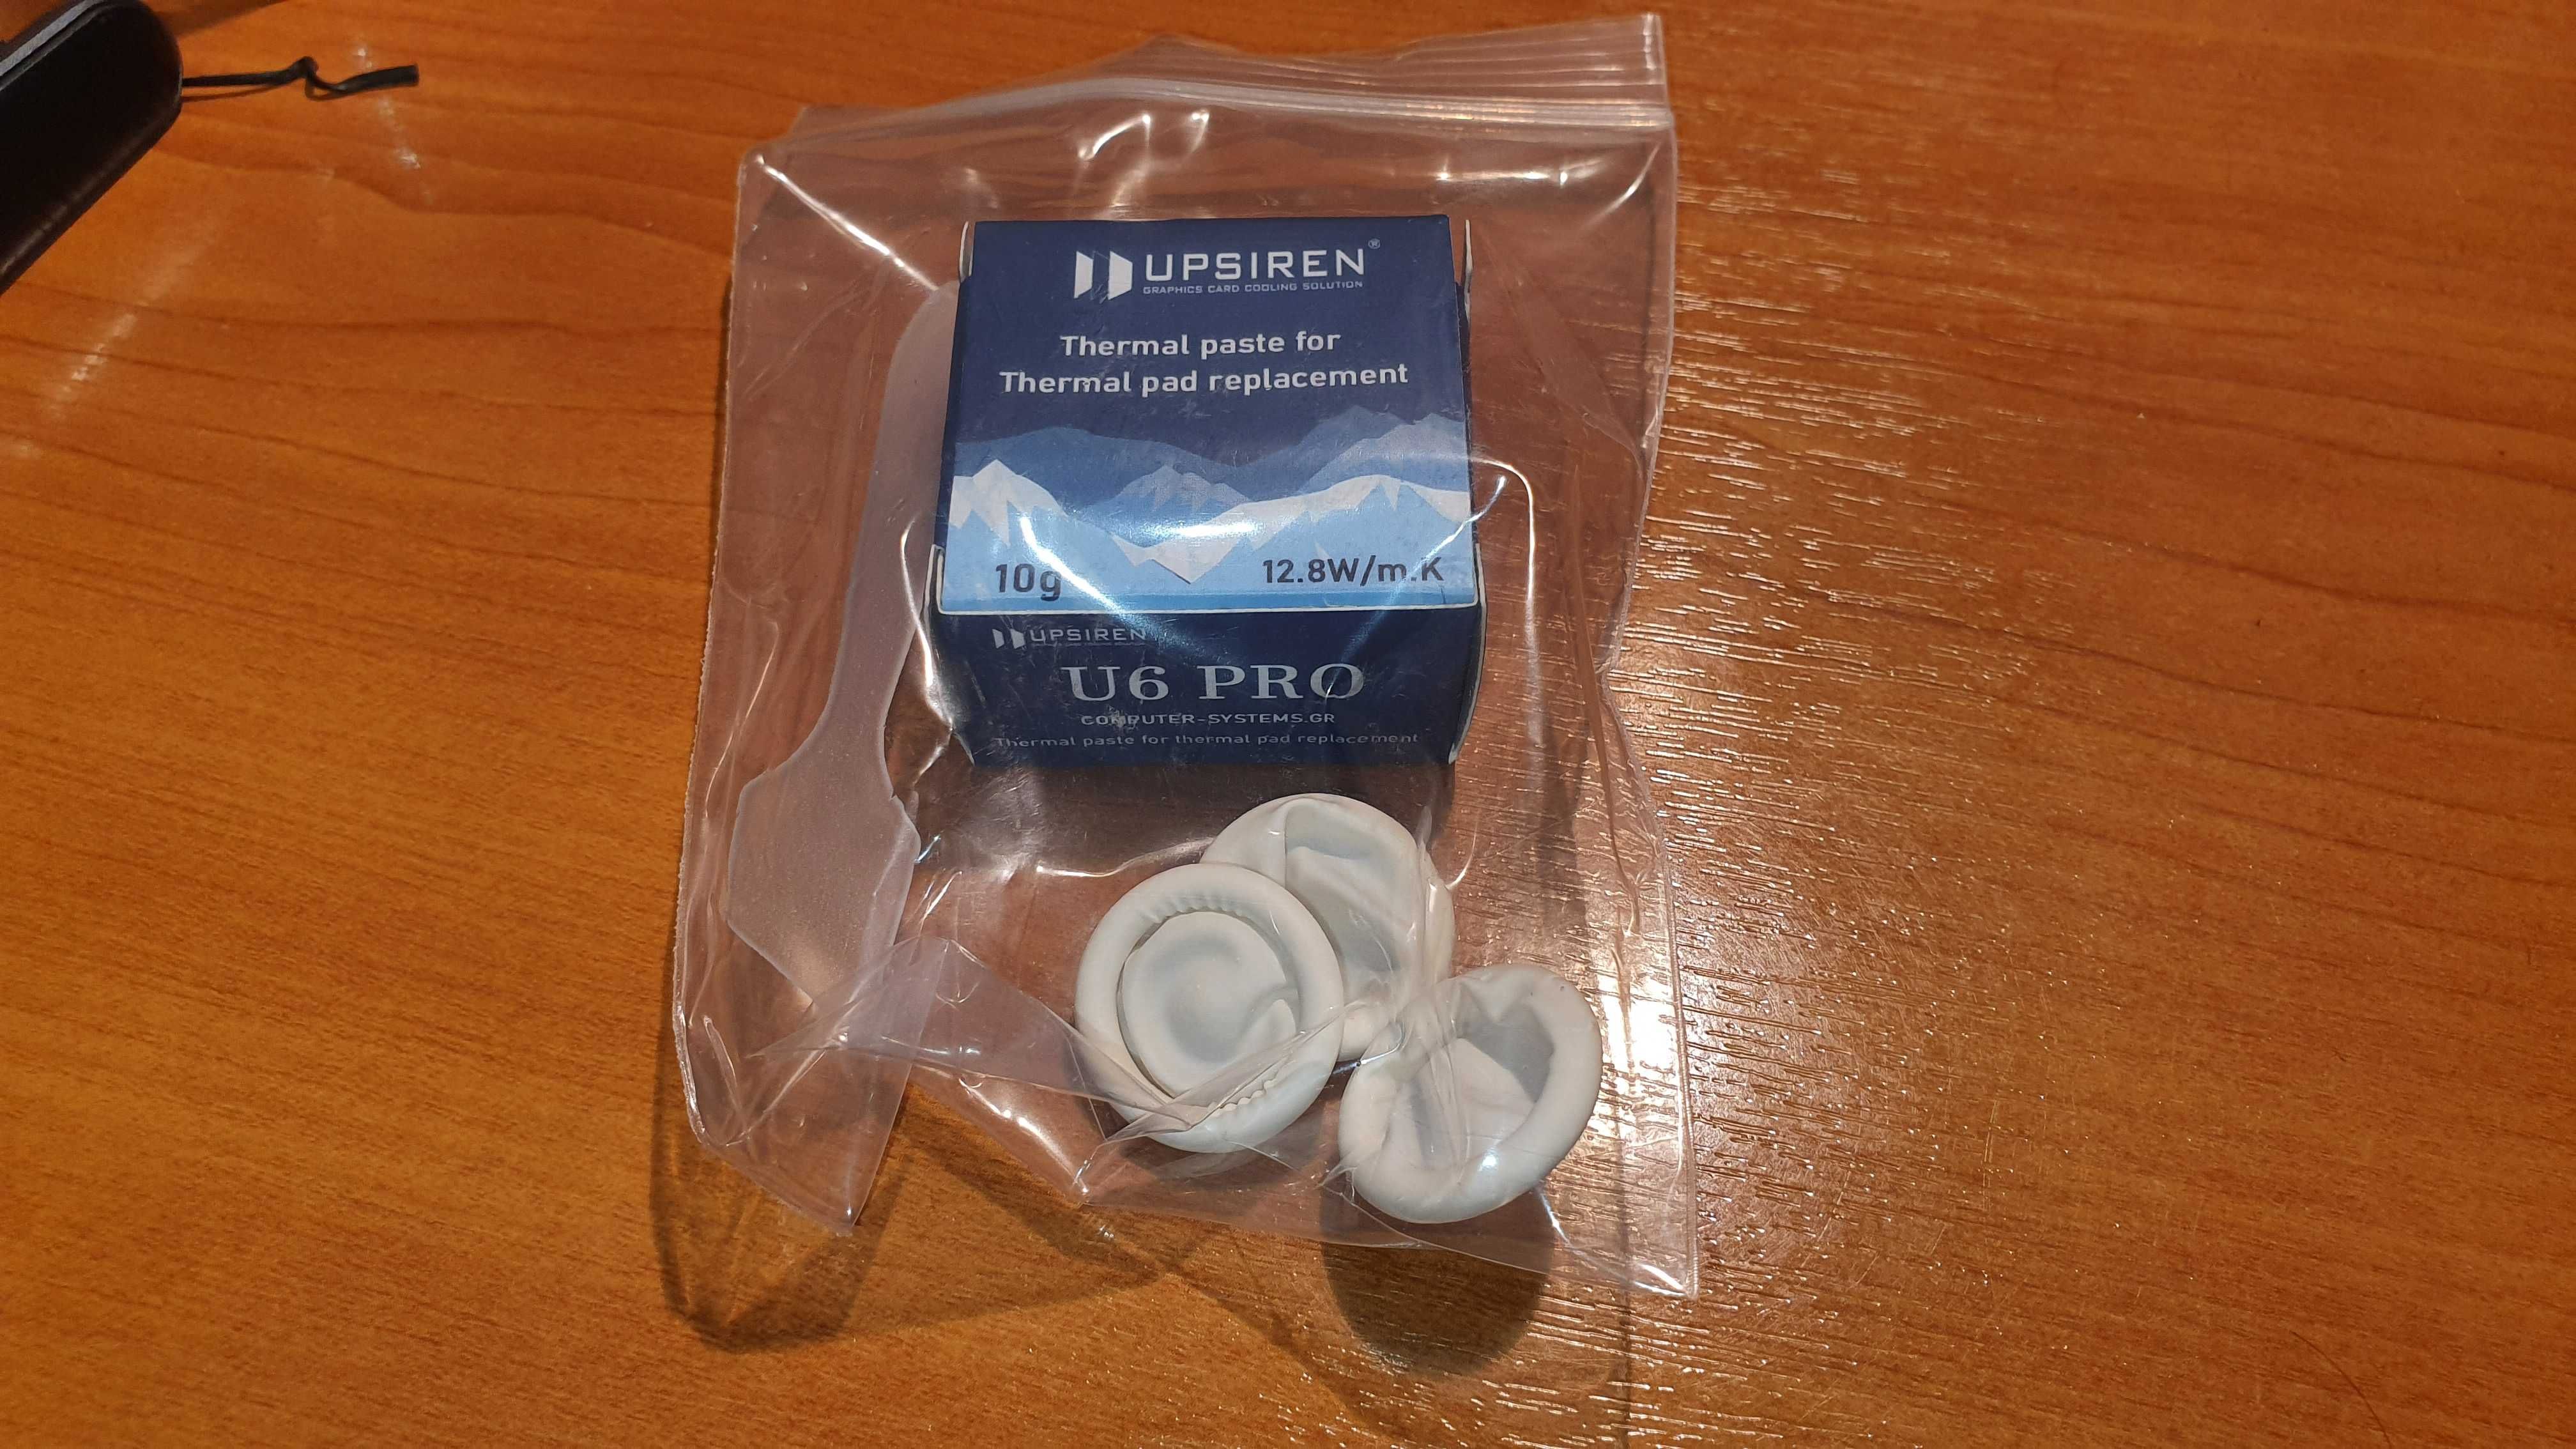 UPSIREN®
GRAPHICS CARD COOLING SOLUTION
Thermal paste for
Thermal pad replacement
10g 12.8W/m.K
UPSIREN
U6 PRO
COMPUTER-SYSTEMS.GR
Thermal paste for thermal pad replacement